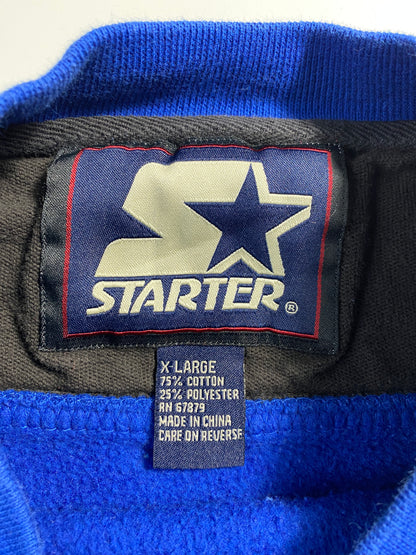 STARTER®
X-LARGE
75% COTTON
25% POLYESTER
RN 67879
MADE IN CHINA
CARE ON REVERSE